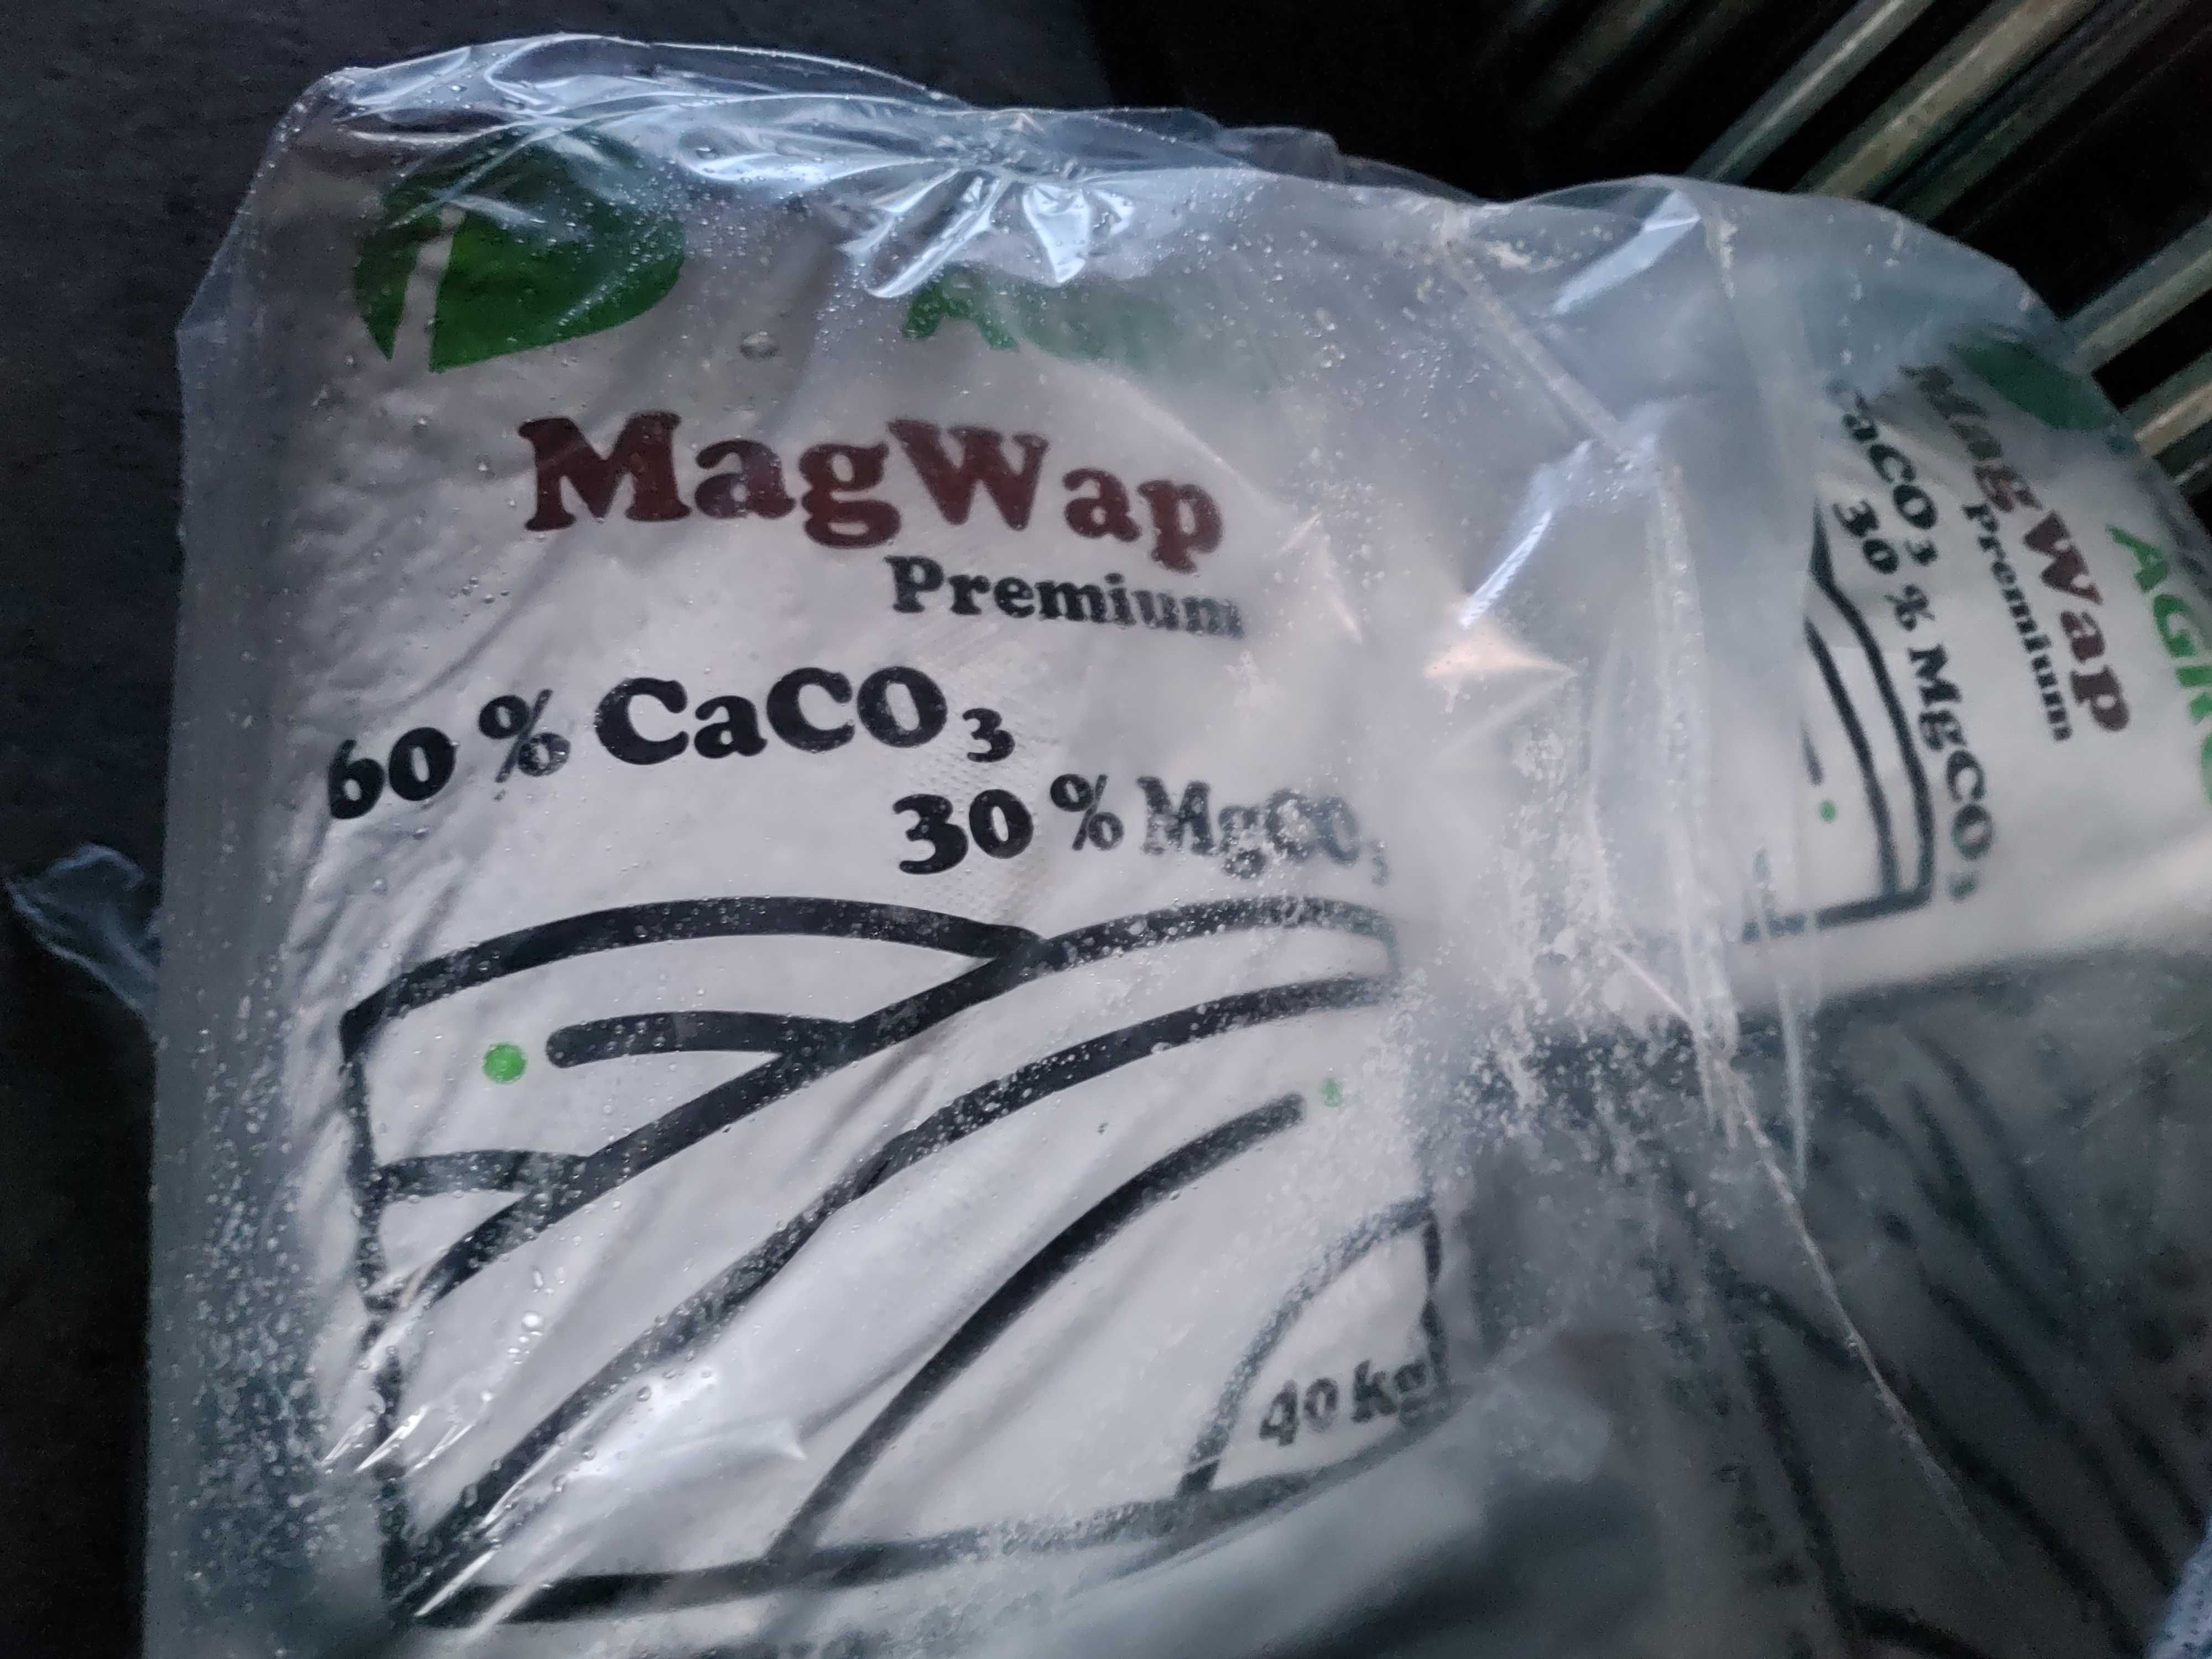 MagWap
Premium
60 % CaCO₃
30 % MgCO₃
40 kg
MagWap
Premium
CaCO₃
30 % MgCO₃